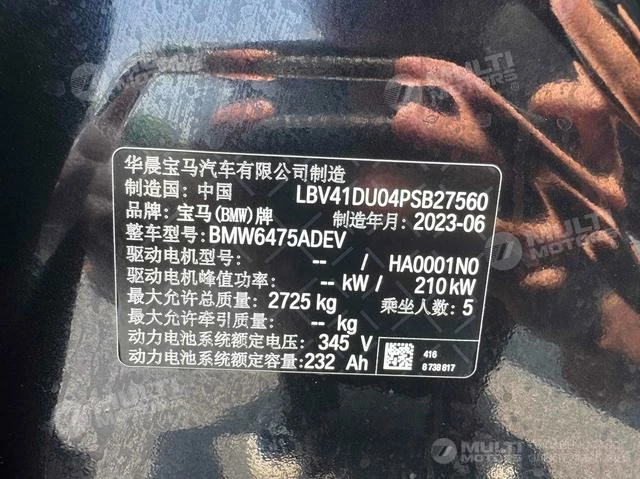 华晨宝马汽车有限公司制造
制造国: 中国 LBV41DU04PSB27560
品牌: 宝马(BMW)牌 制造年月: 2023-06
整车型号: BMW6475ADEV
驱动电机型号: -- / HA0001N0
驱动电机峰值功率: -- kW / 210 kW
最大允许总质量: 2725 kg 乘坐人数: 5
最大允许牵引质量: -- kg
动力电池系统额定电压: 345 V
动力电池系统额定容量: 232 Ah
416
8 738 817
MULTI MOTORS
MULTI MOTORS
MULTI MOTORS